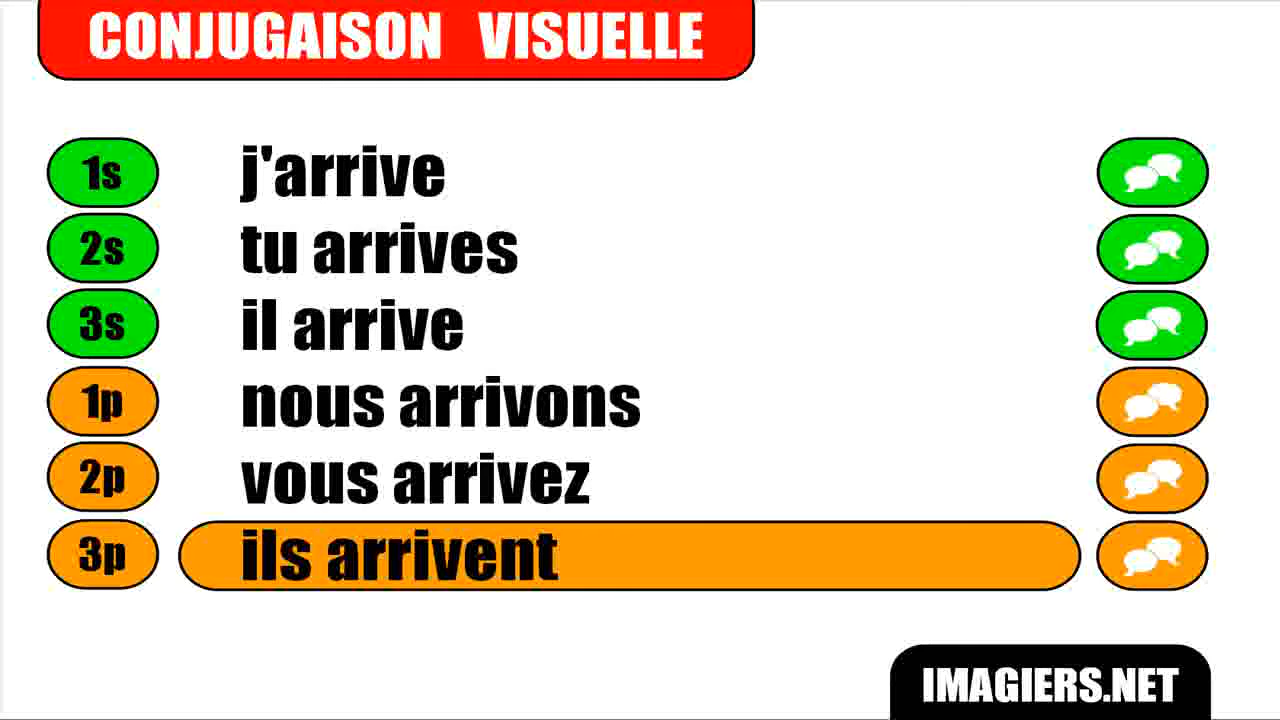 CONJUGAISON VISUELLE
1s j'arrive
2s tu arrives
3s il arrive
1p nous arrivons
2p vous arrivez
3p ils arrivent
IMAGIERS.NET